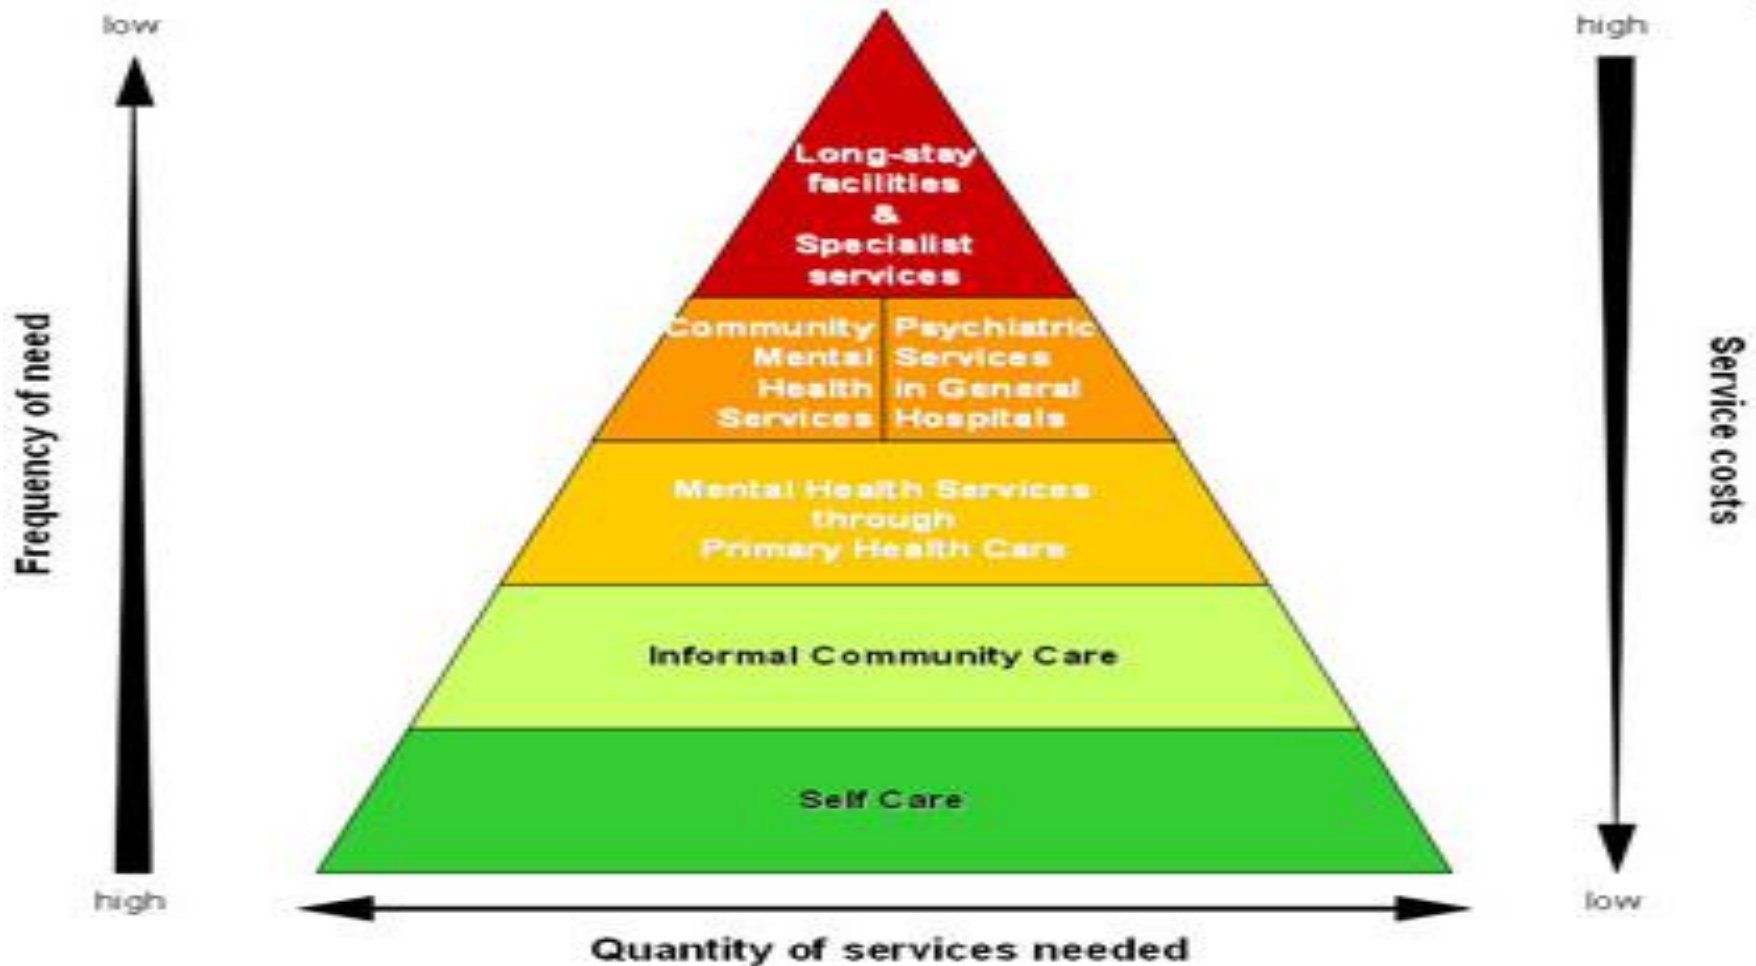 low
high
Long-stay
facilities
&
Specialist
services
Community
Mental
Health
Services
Psychiatric
Services
in General
Hospitals
Mental Health Services
through
Primary Health Care
Informal Community Care
Self Care
Frequency of need
Service costs
high
low
Quantity of services needed